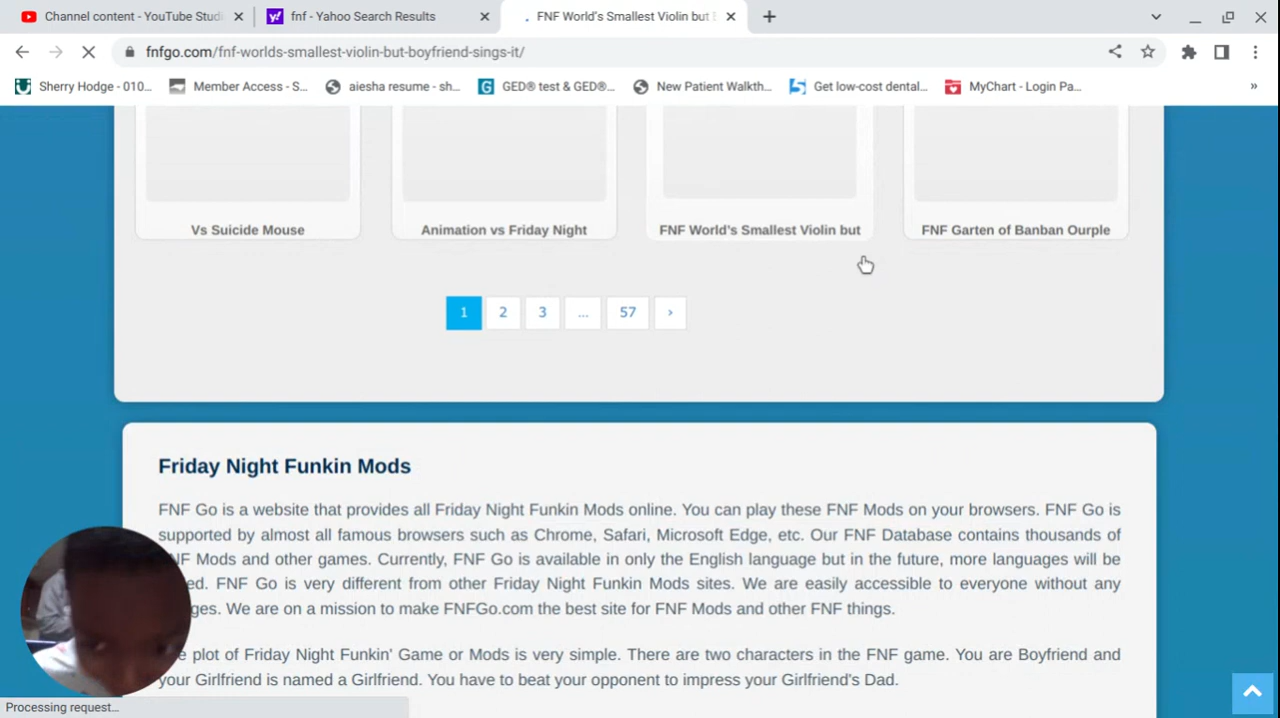 Channel content - YouTube Studi
fnf - Yahoo Search Results
FNF World's Smallest Violin but B
fnfgo.com/fnf-worlds-smallest-violin-but-boyfriend-sings-it/
Sherry Hodge - 010...
Member Access - S...
aiesha resume - sh...
GED® test & GED®...
New Patient Walkth...
Get low-cost dental...
MyChart - Login Pa...
»
Vs Suicide Mouse
Animation vs Friday Night
FNF World's Smallest Violin but
FNF Garten of Banban Ourple
1 2 3 ... 57 ›
Friday Night Funkin Mods
FNF Go is a website that provides all Friday Night Funkin Mods online. You can play these FNF Mods on your browsers. FNF Go is
supported by almost all famous browsers such as Chrome, Safari, Microsoft Edge, etc. Our FNF Database contains thousands of
FNF Mods and other games. Currently, FNF Go is available in only the English language but in the future, more languages will be
FNF Go is very different from other Friday Night Funkin Mods sites. We are easily accessible to everyone without any
We are on a mission to make FNFGo.com the best site for FNF Mods and other FNF things.
plot of Friday Night Funkin' Game or Mods is very simple. There are two characters in the FNF game. You are Boyfriend and
your Girlfriend is named a Girlfriend. You have to beat your opponent to impress your Girlfriend's Dad.
Processing request...